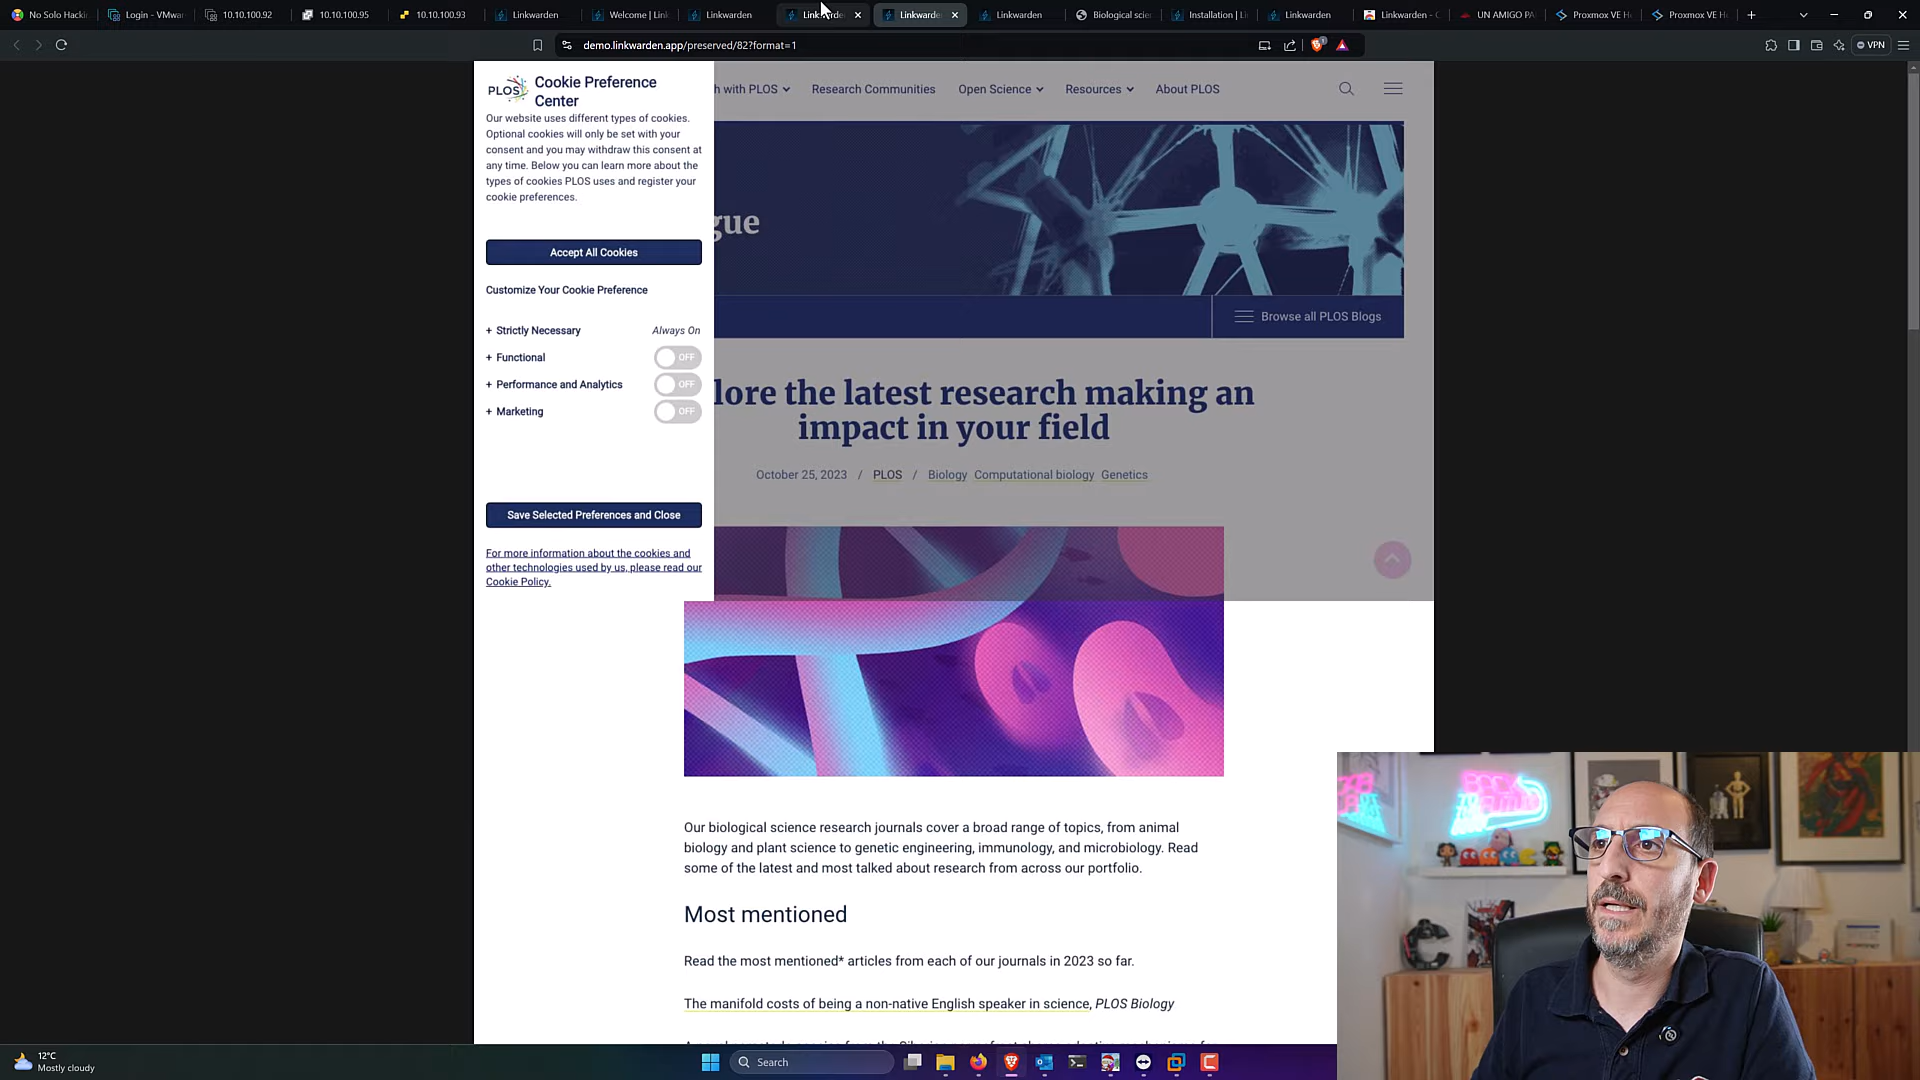 No Solo Hacki
Login - VMwa
10.10.100.92
10.10.100.95
10.10.100.93
Linkwarden
Welcome | Lin
Linkwarden
Linkwarde
Linkwarde
Linkwarden
Biological scie
Installation | L
Linkwarden
Linkwarden - C
UN AMIGO PA
Proxmox VE He
Proxmox VE He
demo.linkwarden.app/preserved/82?format=1
VPN
PLOS
Cookie Preference
Center
Our website uses different types of cookies.
Optional cookies will only be set with your
consent and you may withdraw this consent at
any time. Below you can learn more about the
types of cookies PLOS uses and register your
cookie preferences.
Accept All Cookies
Customize Your Cookie Preference
+ Strictly Necessary Always On
+ Functional OFF
+ Performance and Analytics OFF
+ Marketing OFF
Save Selected Preferences and Close
For more information about the cookies and
other technologies used by us, please read our
Cookie Policy.
h with PLOS Research Communities Open Science Resources About PLOS
gue
Browse all PLOS Blogs
lore the latest research making an
impact in your field
October 25, 2023 / PLOS / Biology Computational biology Genetics
Our biological science research journals cover a broad range of topics, from animal
biology and plant science to genetic engineering, immunology, and microbiology. Read
some of the latest and most talked about research from across our portfolio.
Most mentioned
Read the most mentioned* articles from each of our journals in 2023 so far.
The manifold costs of being a non-native English speaker in science, PLOS Biology
12°C
Mostly cloudy
Search